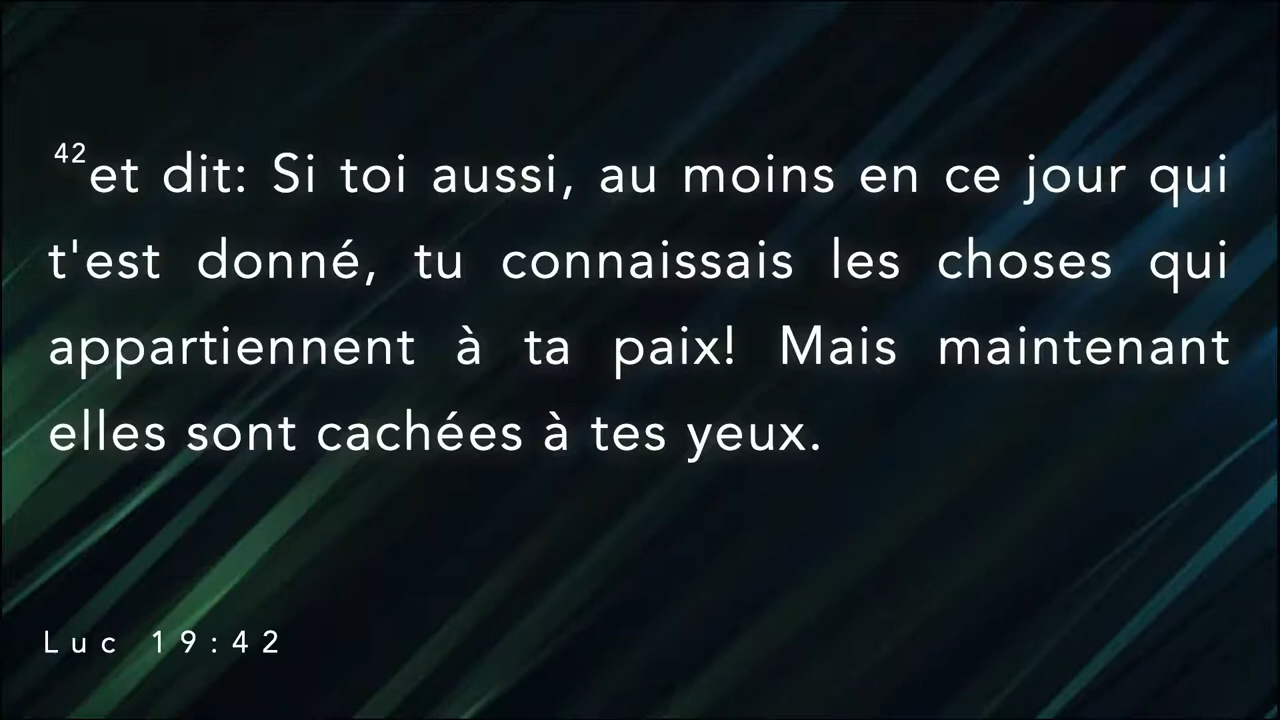 42et dit: Si toi aussi, au moins en ce jour qui
t'est donné, tu connaissais les choses qui
appartiennent à ta paix! Mais maintenant
elles sont cachées à tes yeux.
Luc 19:42